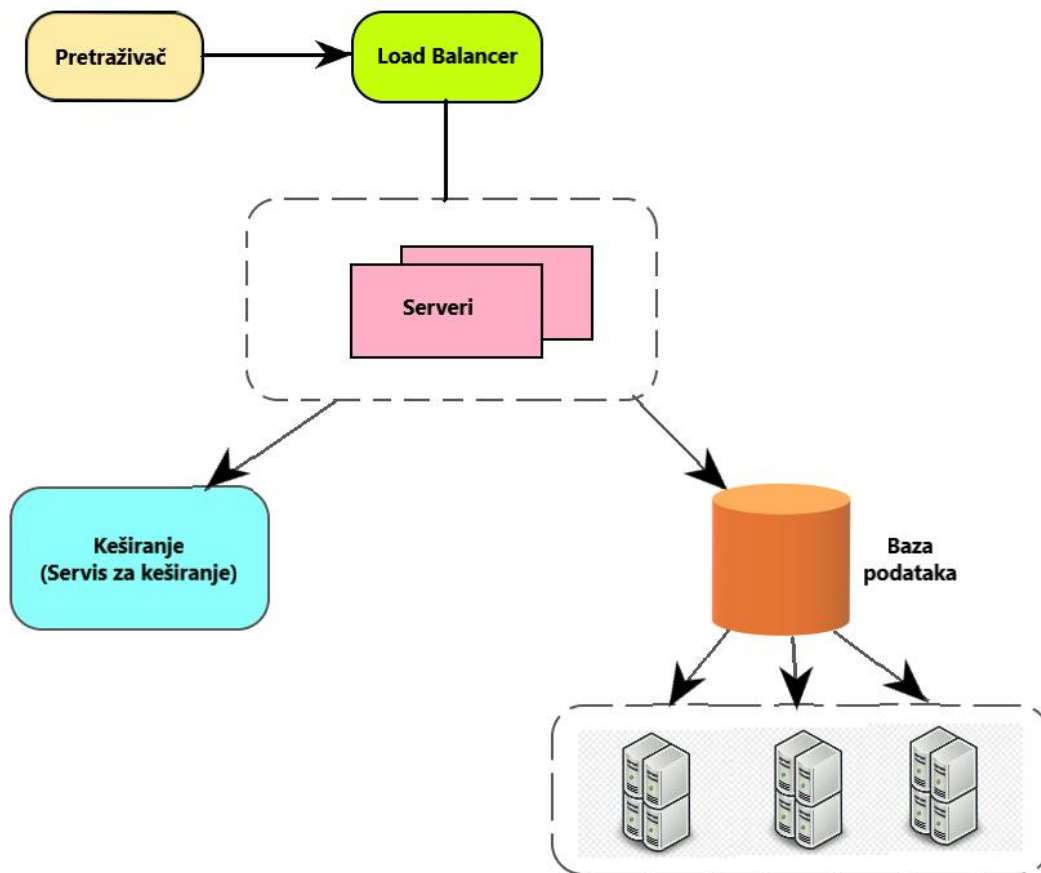 Pretraživač
Load Balancer
Serveri
Keširanje
(Servis za keširanje)
Baza
podataka